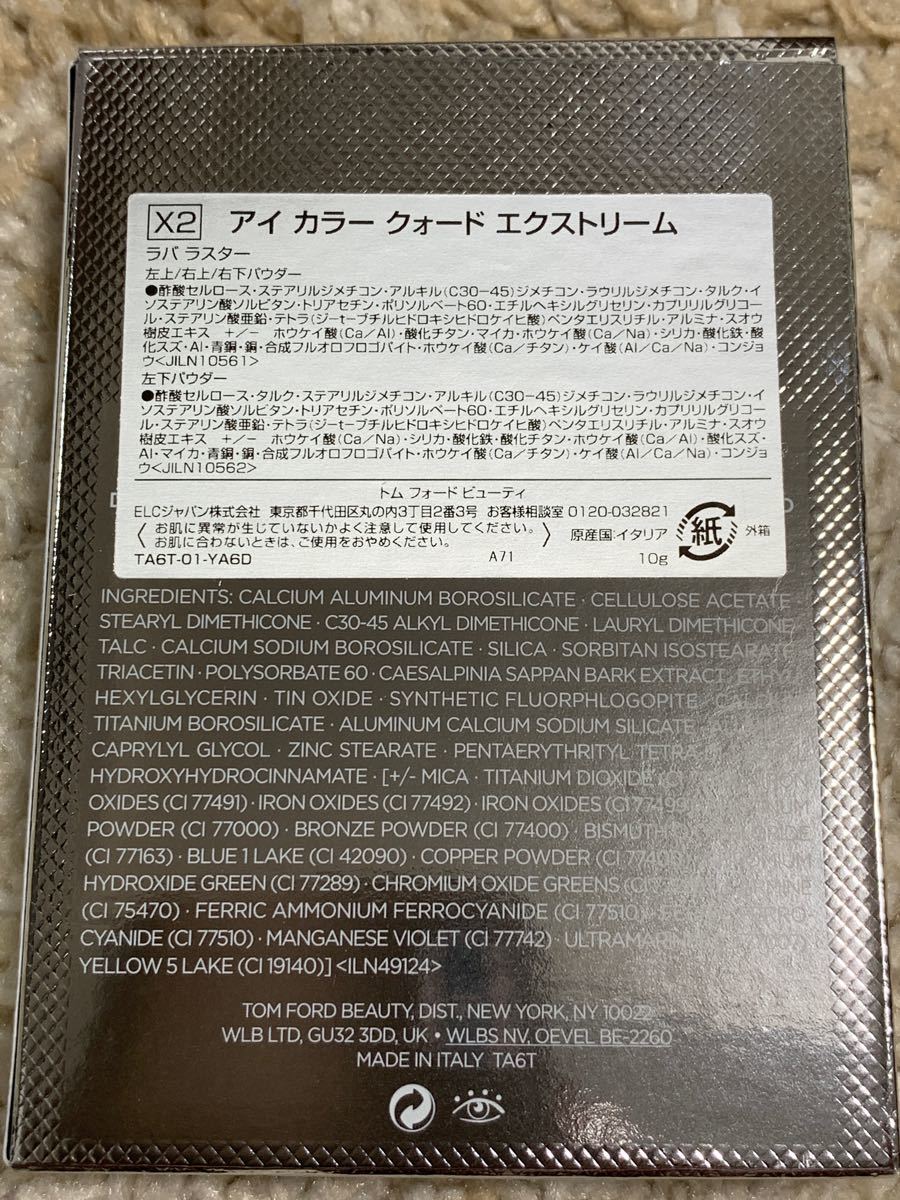 X2 アイ カラー クォード エクストリーム
ラバ ラスター
左上/右上/右下パウダー
●酢酸セルロース・ステアリルジメチコン・アルキル(C30-45)ジメチコン・ラウリルジメチコン・タルク・イ
ソステアリン酸ソルビタン・トリアセチン・ポリソルベート60・エチルヘキシルグリセリン・カプリリルグリコー
ル・ステアリン酸亜鉛・テトラ(ジーtーブチルヒドロキシヒドロケイヒ酸)ペンタエリスリチル・アルミナ・スオウ
樹皮エキス +/- ホウケイ酸(Ca/Al)・酸化チタン・マイカ・ホウケイ酸(Ca/Na)・シリカ・酸化鉄・酸
化スズ・Al・青銅・銅・合成フルオロフロゴパイト・ホウケイ酸(Ca/チタン)・ケイ酸(Al/Ca/Na)・コンジョ
ウ<JILN10561>
左下パウダー
●酢酸セルロース・タルク・ステアリルジメチコン・アルキル(C30-45)ジメチコン・ラウリルジメチコン・イ
ソステアリン酸ソルビタン・トリアセチン・ポリソルベート60・エチルヘキシルグリセリン・カプリリルグリコー
ル・ステアリン酸亜鉛・テトラ(ジーtーブチルヒドロキシヒドロケイヒ酸)ペンタエリスリチル・アルミナ・スオウ
樹皮エキス +/- ホウケイ酸(Ca/Na)・シリカ・酸化鉄・酸化チタン・ホウケイ酸(Ca/Al)・酸化スズ・
Al・マイカ・青銅・銅・合成フルオロフロゴパイト・ホウケイ酸(Ca/チタン)・ケイ酸(Al/Ca/Na)・コンジョ
ウ<JILN10562>
トム フォード ビューティ
ELCジャパン株式会社 東京都千代田区丸の内3丁目2番3号 お客様相談室 0120-032821
お肌に異常が生じていないかよく注意して使用してください。
お肌に合わないときは、ご使用をおやめください。
原産国:イタリア 紙 外箱
TA6T-01-YA6D A71 10g
INGREDIENTS: CALCIUM ALUMINUM BOROSILICATE · CELLULOSE ACETATE
STEARYL DIMETHICONE · C30-45 ALKYL DIMETHICONE · LAURYL DIMETHICONE
TALC · CALCIUM SODIUM BOROSILICATE · SILICA · SORBITAN ISOSTEARATE
TRIACETIN · POLYSORBATE 60 · CAESALPINIA SAPPAN BARK EXTRACT
HEXYLGLYCERIN · TIN OXIDE · SYNTHETIC FLUORPHLOGOPITE
TITANIUM BOROSILICATE · ALUMINUM CALCIUM SODIUM SILICATE
CAPRYLYL GLYCOL · ZINC STEARATE · PENTAERYTHRITYL TETRA
HYDROXYHYDROCINNAMATE · [+/- MICA · TITANIUM DIOXIDE
OXIDES (CI 77491) · IRON OXIDES (CI 77492) · IRON OXIDES (CI 77499)
POWDER (CI 77000) · BRONZE POWDER (CI 77400) · BISMUTH
(CI 77163) · BLUE 1 LAKE (CI 42090) · COPPER POWDER (CI 77400)
HYDROXIDE GREEN (CI 77289) · CHROMIUM OXIDE GREENS
(CI 75470) · FERRIC AMMONIUM FERROCYANIDE (CI 77510)
CYANIDE (CI 77510) · MANGANESE VIOLET (CI 77742)
YELLOW 5 LAKE (CI 19140)] <ILN49124>
TOM FORD BEAUTY, DIST., NEW YORK, NY 10022
WLB LTD, GU32 3DD, UK • WLBS NV, OEVEL BE-2260
MADE IN ITALY TA6T